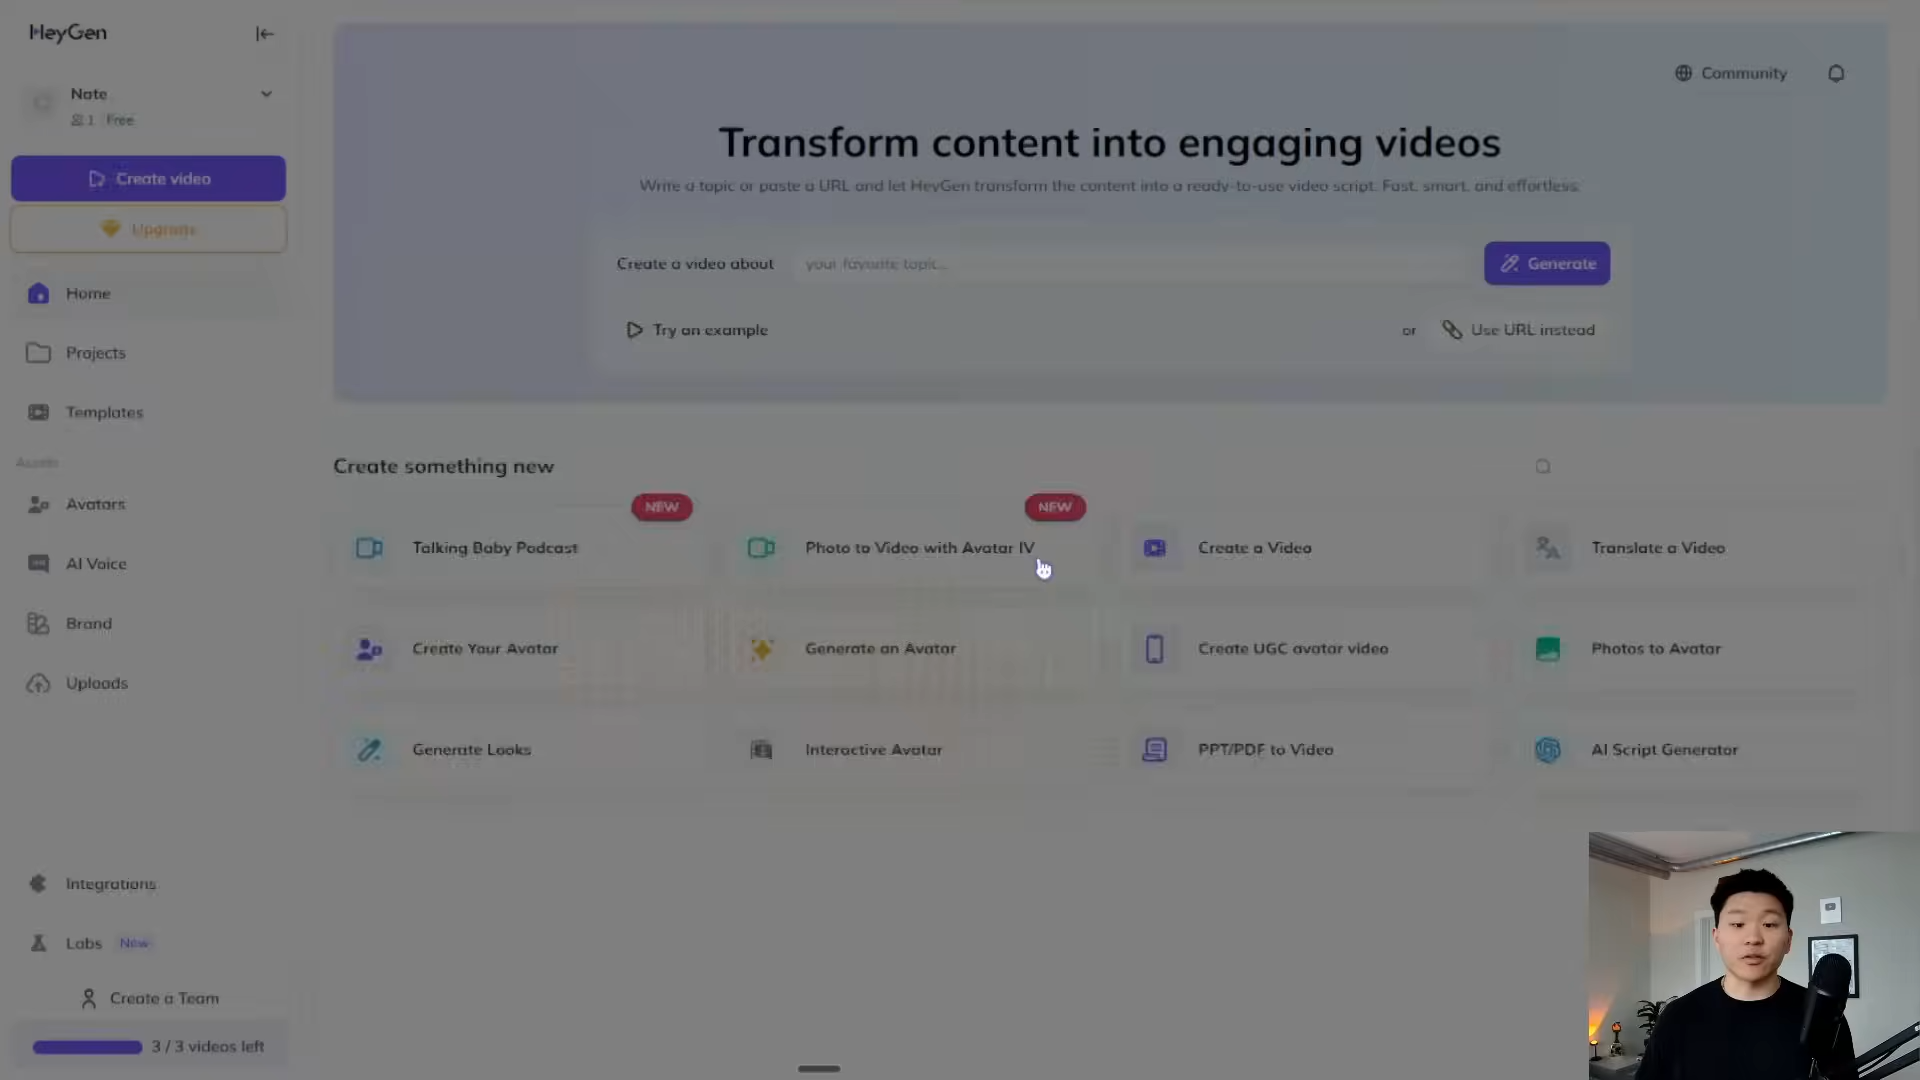 HeyGen
Nate
1 Free
Create video
Upgrade
Home
Projects
Templates
Assets
Avatars
AI Voice
Brand
Uploads
Integrations
Labs New
Create a Team
3 / 3 videos left
Community
Transform content into engaging videos
Write a topic or paste a URL and let HeyGen transform the content into a ready-to-use video script. Fast, smart, and effortless.
Create a video about your favorite topic...
Generate
Try an example
or Use URL instead
Create something new
NEW
NEW
Talking Baby Podcast
Photo to Video with Avatar IV
Create a Video
Translate a Video
Create Your Avatar
Generate an Avatar
Create UGC avatar video
Photos to Avatar
Generate Looks
Interactive Avatar
PPT/PDF to Video
AI Script Generator